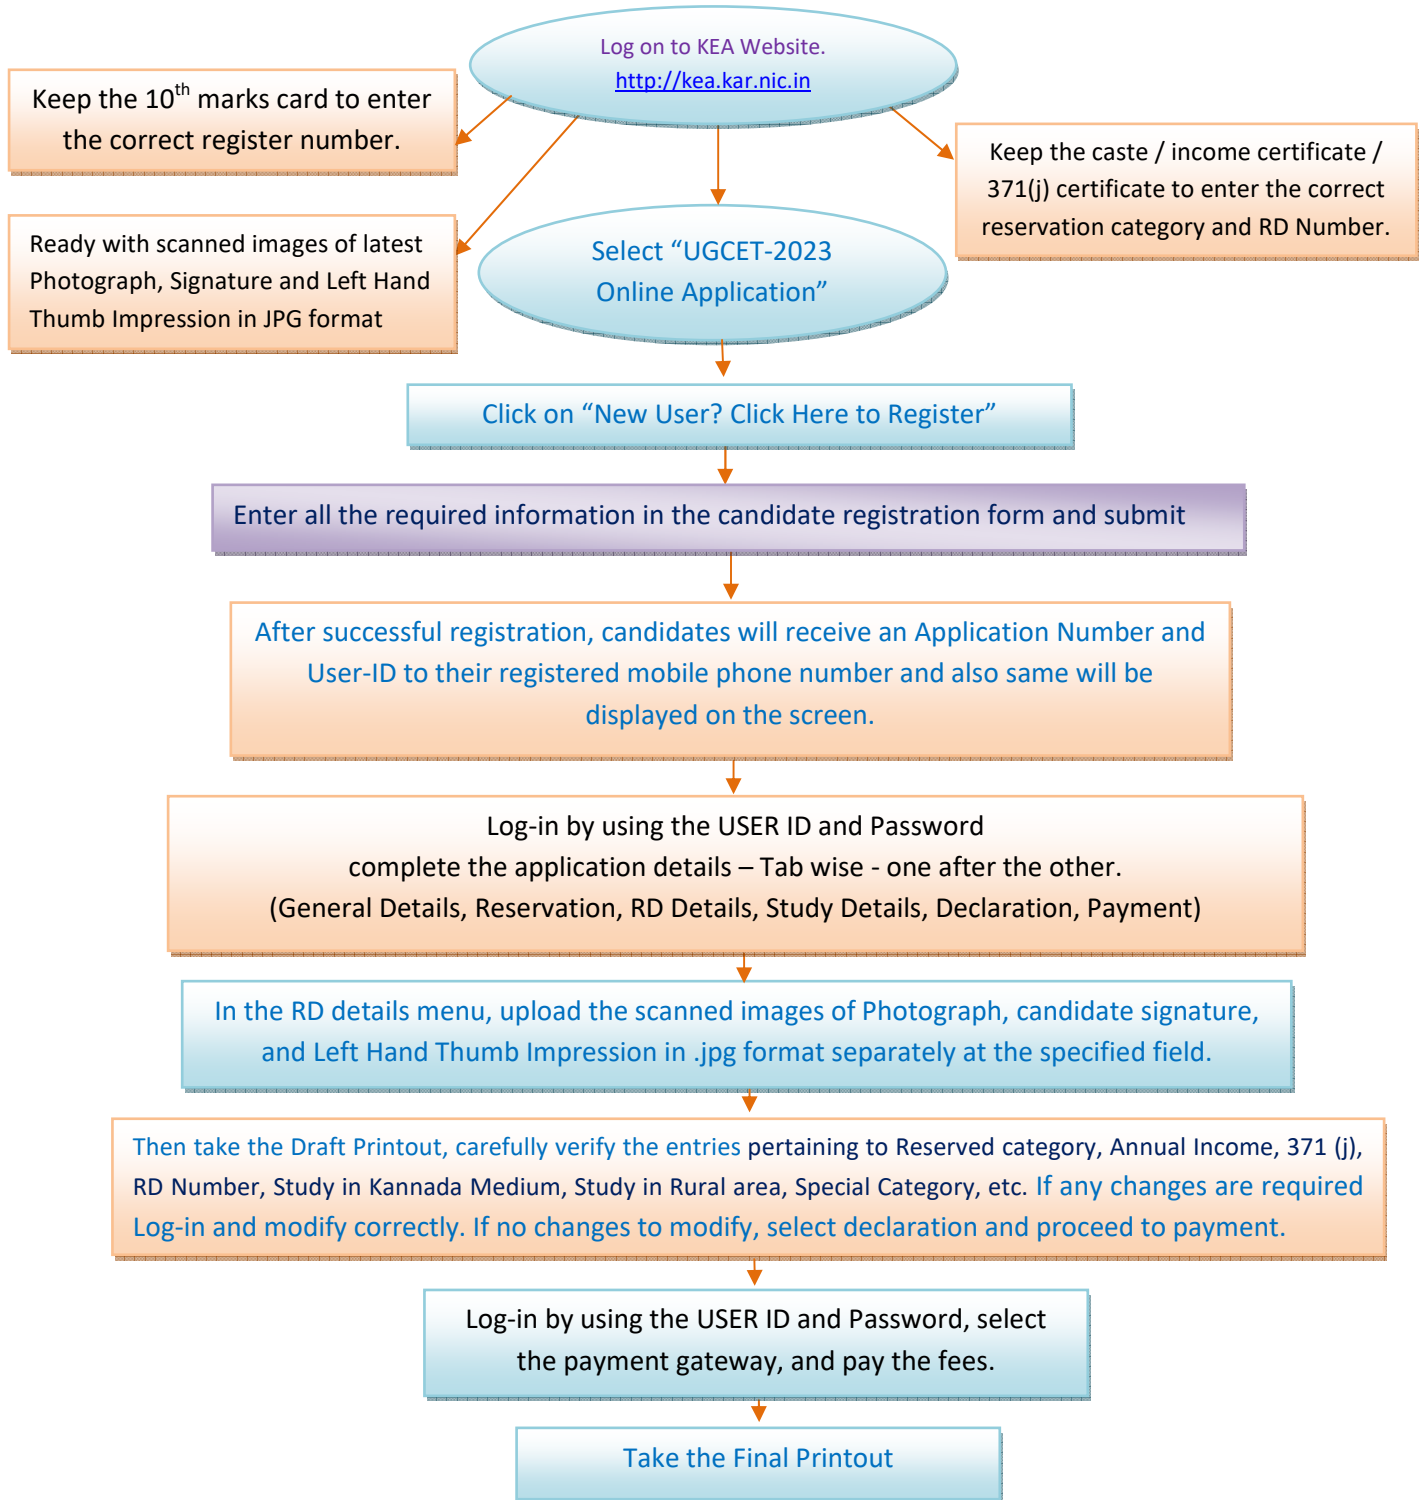 Log on to KEA Website.
http://kea.kar.nic.in
Keep the 10th marks card to enter
the correct register number.
Keep the caste / income certificate /
371(j) certificate to enter the correct
reservation category and RD Number.
Ready with scanned images of latest
Photograph, Signature and Left Hand
Thumb Impression in JPG format
Select “UGCET-2023
Online Application”
Click on “New User? Click Here to Register”
Enter all the required information in the candidate registration form and submit
After successful registration, candidates will receive an Application Number and
User-ID to their registered mobile phone number and also same will be
displayed on the screen.
Log-in by using the USER ID and Password
complete the application details – Tab wise - one after the other.
(General Details, Reservation, RD Details, Study Details, Declaration, Payment)
In the RD details menu, upload the scanned images of Photograph, candidate signature,
and Left Hand Thumb Impression in .jpg format separately at the specified field.
Then take the Draft Printout, carefully verify the entries pertaining to Reserved category, Annual Income, 371 (j),
RD Number, Study in Kannada Medium, Study in Rural area, Special Category, etc. If any changes are required
Log-in and modify correctly. If no changes to modify, select declaration and proceed to payment.
Log-in by using the USER ID and Password, select
the payment gateway, and pay the fees.
Take the Final Printout